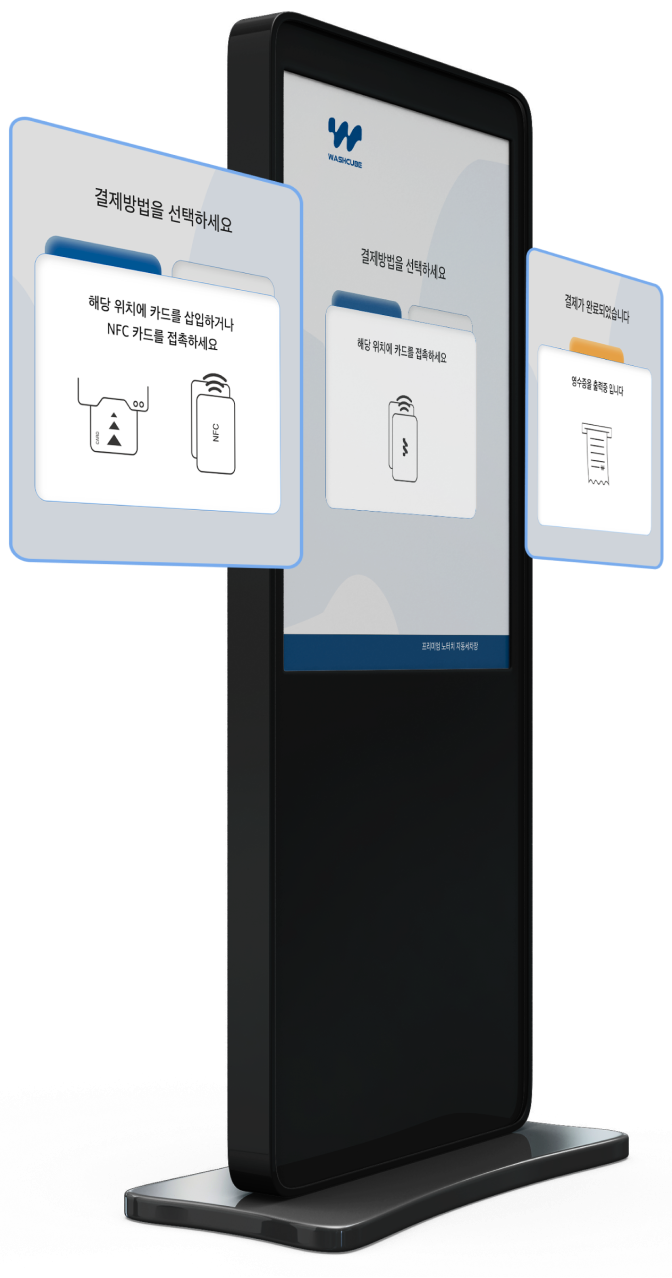 결제방법을 선택하세요
해당 위치에 카드를 삽입하거나
NFC 카드를 접촉하세요
CARD
NFC
WASHCUBE
결제방법을 선택하세요
해당 위치에 카드를 접촉하세요
프리미엄 노터치 자동세차장
결제가 완료되었습니다
영수증을 출력중 입니다